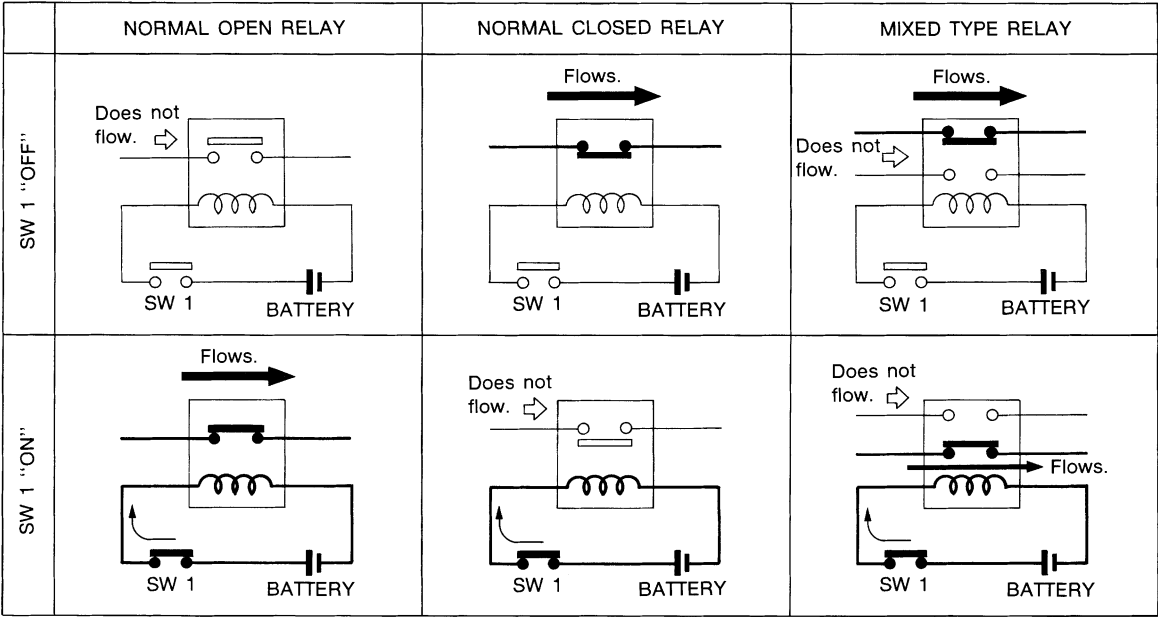 NORMAL OPEN RELAY
NORMAL CLOSED RELAY
MIXED TYPE RELAY
SW 1 “OFF”
Does not
flow.
SW 1
BATTERY
Flows.
SW 1
BATTERY
Flows.
Does not
flow.
SW 1
BATTERY
SW 1 “ON”
Flows.
SW 1
BATTERY
Does not
flow.
SW 1
BATTERY
Does not
flow.
Flows.
SW 1
BATTERY